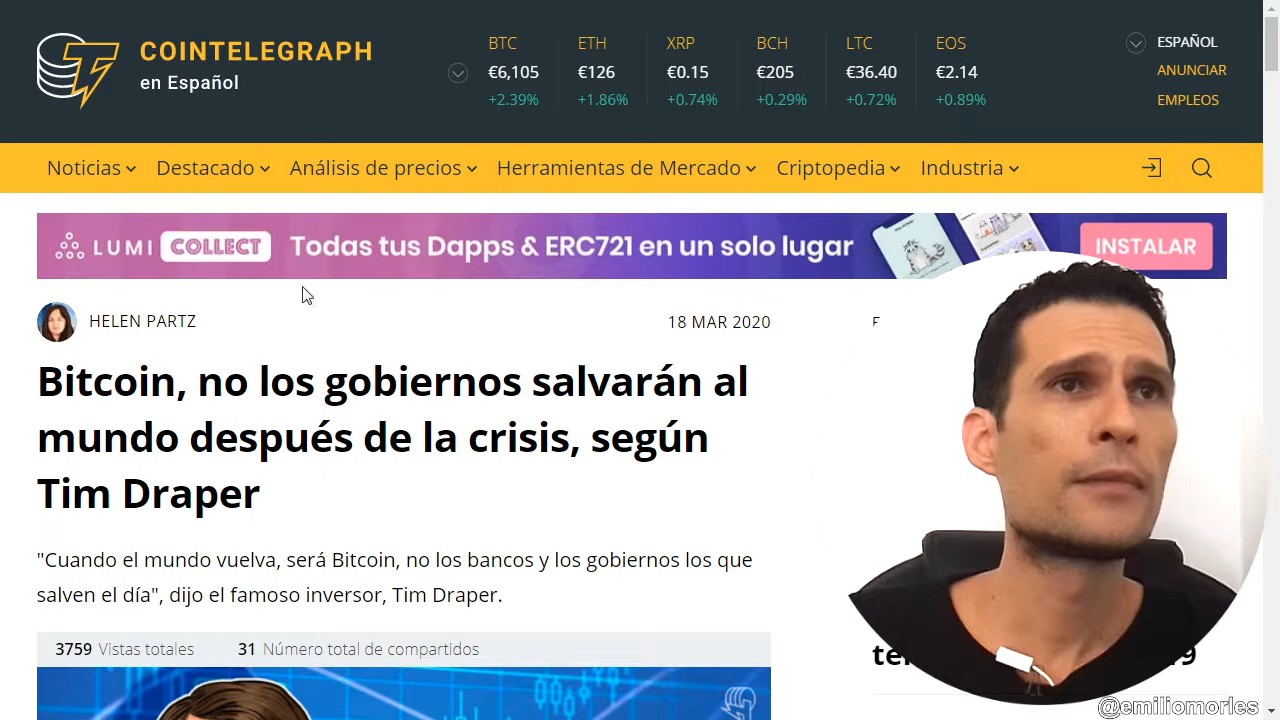 COINTELEGRAPH
en Español
BTC ETH XRP BCH LTC EOS
€6,105 €126 €0.15 €205 €36.40 €2.14
+2.39% +1.86% +0.74% +0.29% +0.72% +0.89%
ESPAÑOL
ANUNCIAR
EMPLEOS
Noticias Destacado Análisis de precios Herramientas de Mercado Criptopedia Industria
LUMI COLLECT Todas tus Dapps & ERC721 en un solo lugar INSTALAR
HELEN PARTZ 18 MAR 2020
Bitcoin, no los gobiernos salvarán al
mundo después de la crisis, según
Tim Draper
"Cuando el mundo vuelva, será Bitcoin, no los bancos y los gobiernos los que
salven el día", dijo el famoso inversor, Tim Draper.
3759 Vistas totales 31 Número total de compartidos
@emiliomorles